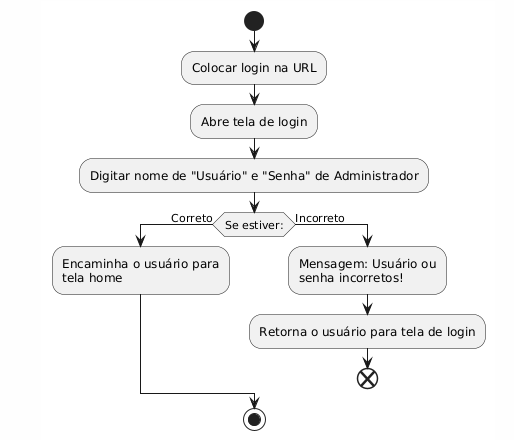 Colocar login na URL
Abre tela de login
Digitar nome de "Usuário" e "Senha" de Administrador
Se estiver:
Correto
Incorreto
Encaminha o usuário para
tela home
Mensagem: Usuário ou
senha incorretos!
Retorna o usuário para tela de login